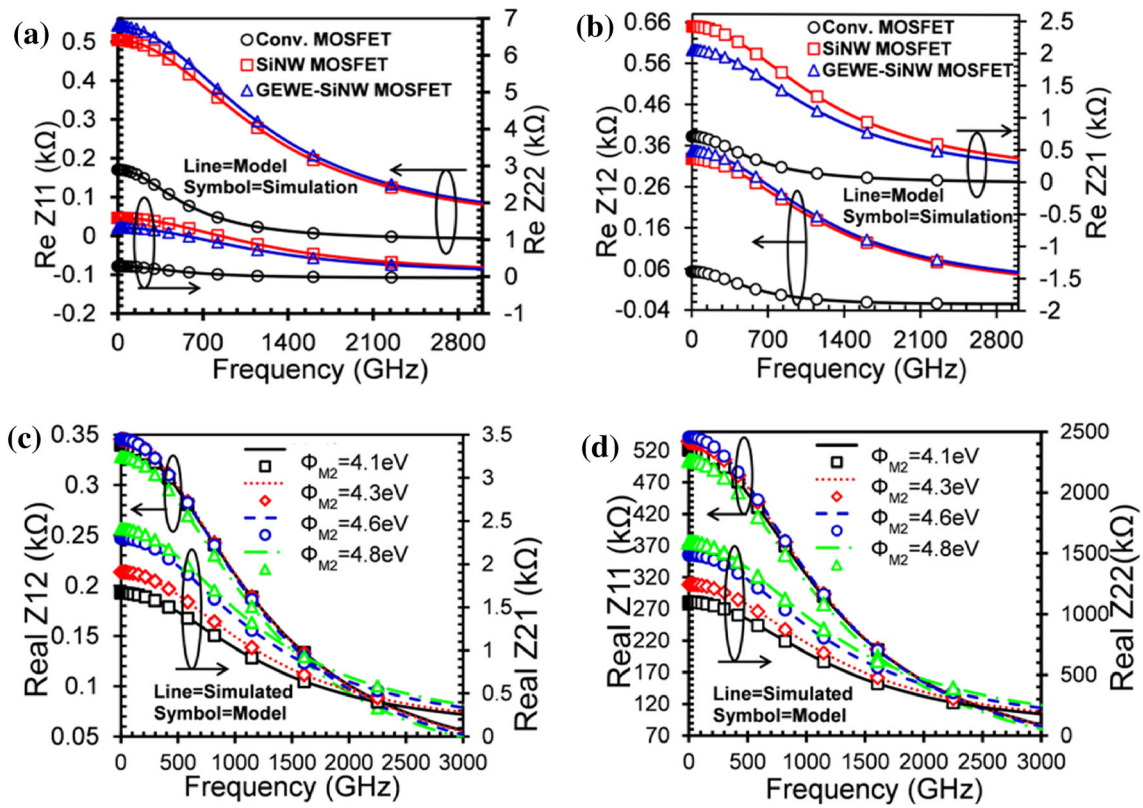 (a)
Re Z11 (kΩ)
0.5
0.4
0.3
0.2
0.1
0
-0.1
-0.2
Conv. MOSFET
SiNW MOSFET
GEWE-SiNW MOSFET
Line=Model
Symbol=Simulation
7
6
5
4
3
2
1
0
-1
Re Z22 (kΩ)
0 700 1400 2100 2800
Frequency (GHz)
(b)
Re Z12 (kΩ)
0.66
0.56
0.46
0.36
0.26
0.16
0.06
-0.04
Conv. MOSFET
SiNW MOSFET
GEWE-SiNW MOSFET
Line=Model
Symbol=Simulation
2.5
2
1.5
1
0.5
0
-0.5
-1
-1.5
-2
Re Z21 (kΩ)
0 400 800 1200 1600 2000 2400 2800
Frequency (GHz)
(c)
Real Z12 (kΩ)
0.35
0.3
0.25
0.2
0.15
0.1
0.05
ΦM2=4.1eV
ΦM2=4.3eV
ΦM2=4.6eV
ΦM2=4.8eV
Line=Simulated
Symbol=Model
3.5
3
2.5
2
1.5
1
0.5
0
Real Z21 (kΩ)
0 500 1000 1500 2000 2500 3000
Frequency (GHz)
(d)
Real Z11 (kΩ)
520
470
420
370
320
270
220
170
120
70
ΦM2=4.1eV
ΦM2=4.3eV
ΦM2=4.6eV
ΦM2=4.8eV
Line=Simulated
Symbol=Model
2500
2000
1500
1000
500
0
Real Z22(kΩ)
0 500 1000 1500 2000 2500 3000
Frequency (GHz)